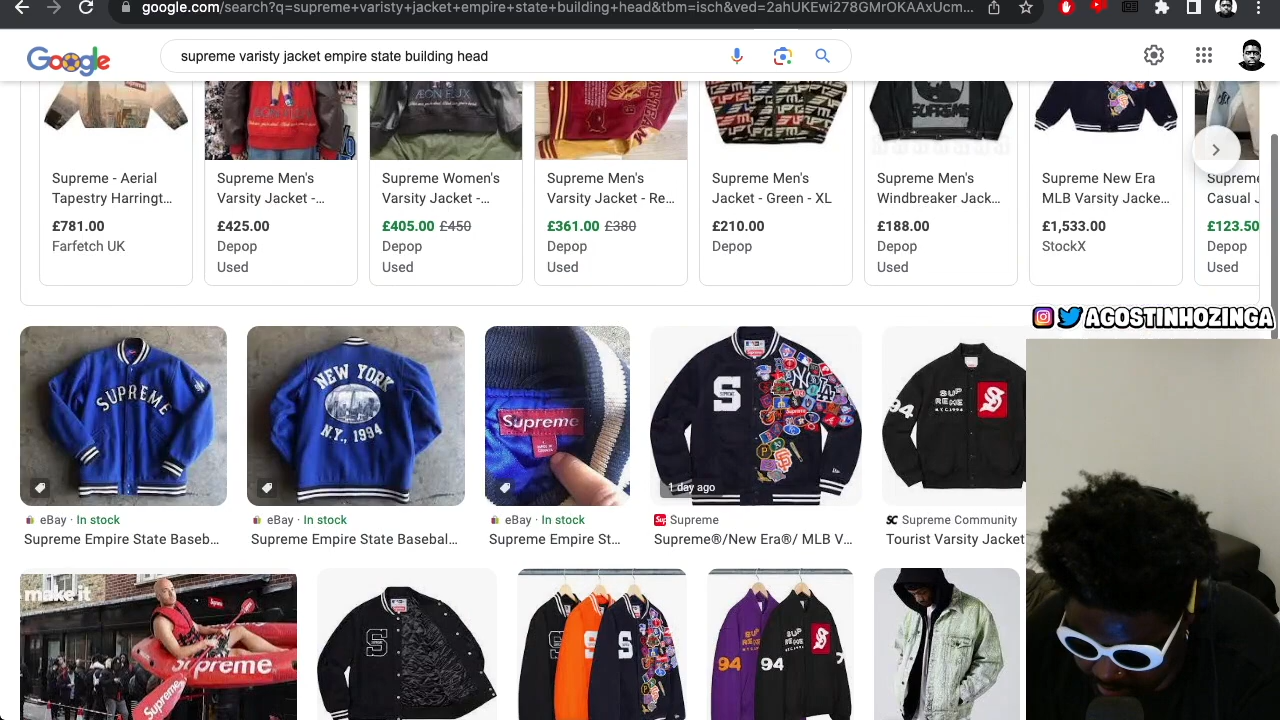 google.com/search?q=supreme+varisty+jacket+empire+state+building+head&tbm=isch&ved=2ahUKEwi278GMrOKAAxUcm...
Google
supreme varisty jacket empire state building head
Supreme - Aerial
Tapestry Harringt...
£781.00
Farfetch UK
Supreme Men's
Varsity Jacket -...
£425.00
Depop
Used
Supreme Women's
Varsity Jacket -...
£405.00 £450
Depop
Used
Supreme Men's
Varsity Jacket - Re...
£361.00 £380
Depop
Used
Supreme Men's
Jacket - Green - XL
£210.00
Depop
Supreme Men's
Windbreaker Jack...
£188.00
Depop
Used
Supreme New Era
MLB Varsity Jacke...
£1,533.00
StockX
Supreme
Casual
£123.50
Depop
Used
AGOSTINHOZINGA
SUPREME
NEW YORK
N.Y., 1994
Supreme
S
1 day ago
94
SUP
REME
N.Y.C. 1994
S
eBay · In stock
Supreme Empire State Baseb...
eBay · In stock
Supreme Empire State Basebal...
eBay · In stock
Supreme Empire St...
Supreme
Supreme®/New Era®/ MLB V...
SC Supreme Community
Tourist Varsity Jacket
make it
Supreme
Supreme
S
S
94
94
SUP
REME
S